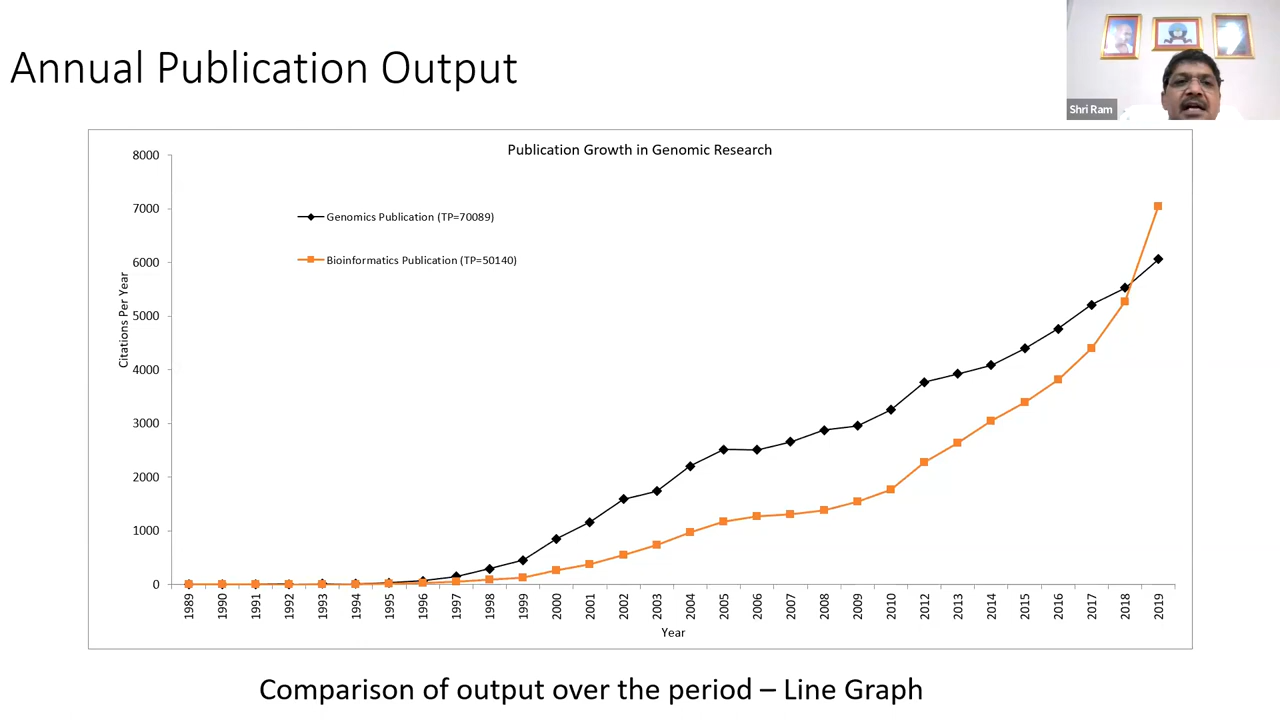 Annual Publication Output
Shri Ram
Publication Growth in Genomic Research
8000
7000
6000
5000
4000
3000
2000
1000
0
Citations Per Year
Genomics Publication (TP=70089)
Bioinformatics Publication (TP=50140)
1989 1990 1991 1992 1993 1994 1995 1996 1997 1998 1999 2000 2001 2002 2003 2004 2005 2006 2007 2008 2009 2010 2012 2013 2014 2015 2016 2017 2018 2019
Year
Comparison of output over the period – Line Graph